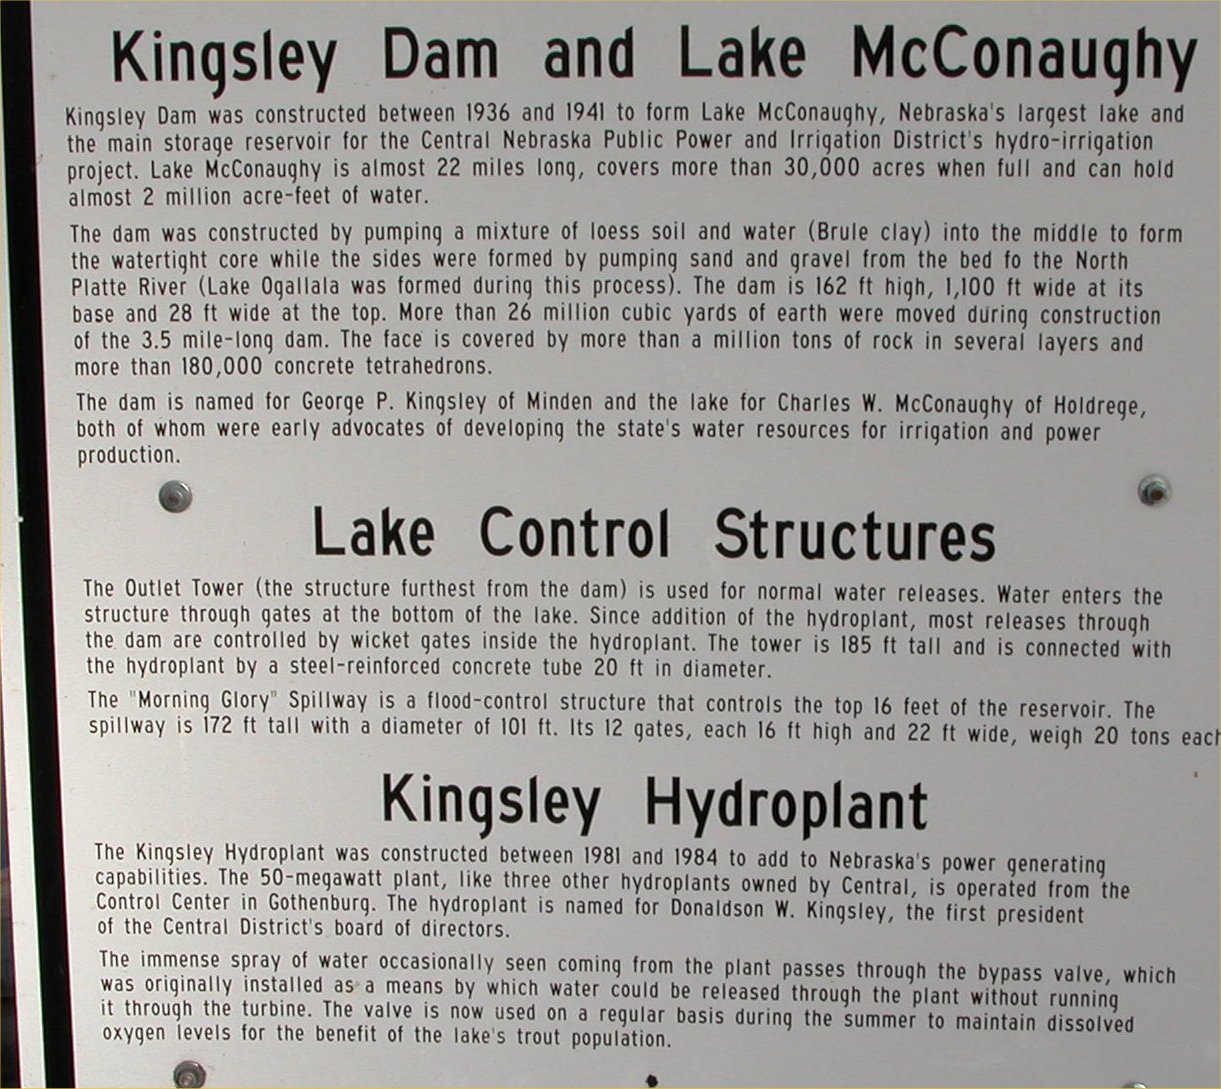 Kingsley Dam and Lake McConaughy
Kingsley Dam was constructed between 1936 and 1941 to form Lake McConaughy, Nebraska's largest lake and
the main storage reservoir for the Central Nebraska Public Power and Irrigation District's hydro-irrigation
project. Lake McConaughy is almost 22 miles long, covers more than 30,000 acres when full and can hold
almost 2 million acre-feet of water.
The dam was constructed by pumping a mixture of loess soil and water (Brule clay) into the middle to form
the watertight core while the sides were formed by pumping sand and gravel from the bed fo the North
Platte River (Lake Ogallala was formed during this process). The dam is 162 ft high, 1,100 ft wide at its
base and 28 ft wide at the top. More than 26 million cubic yards of earth were moved during construction
of the 3.5 mile-long dam. The face is covered by more than a million tons of rock in several layers and
more than 180,000 concrete tetrahedrons.
The dam is named for George P. Kingsley of Minden and the lake for Charles W. McConaughy of Holdrege,
both of whom were early advocates of developing the state's water resources for irrigation and power
production.
Lake Control Structures
The Outlet Tower (the structure furthest from the dam) is used for normal water releases. Water enters the
structure through gates at the bottom of the lake. Since addition of the hydroplant, most releases through
the dam are controlled by wicket gates inside the hydroplant. The tower is 185 ft tall and is connected with
the hydroplant by a steel-reinforced concrete tube 20 ft in diameter.
The "Morning Glory" Spillway is a flood-control structure that controls the top 16 feet of the reservoir. The
spillway is 172 ft tall with a diameter of 101 ft. Its 12 gates, each 16 ft high and 22 ft wide, weigh 20 tons each
Kingsley Hydroplant
The Kingsley Hydroplant was constructed between 1981 and 1984 to add to Nebraska's power generating
capabilities. The 50-megawatt plant, like three other hydroplants owned by Central, is operated from the
Control Center in Gothenburg. The hydroplant is named for Donaldson W. Kingsley, the first president
of the Central District's board of directors.
The immense spray of water occasionally seen coming from the plant passes through the bypass valve, which
was originally installed as a means by which water could be released through the plant without running
it through the turbine. The valve is now used on a regular basis during the summer to maintain dissolved
oxygen levels for the benefit of the lake's trout population.